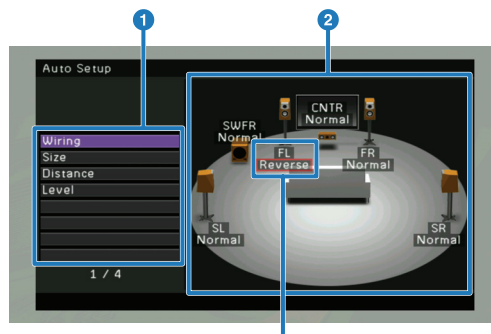 1
2
Auto Setup
Wiring
Size
Distance
Level
1 / 4
CNTR
Normal
SWFR
Normal
FL
Reverse
FR
Normal
SL
Normal
SR
Normal